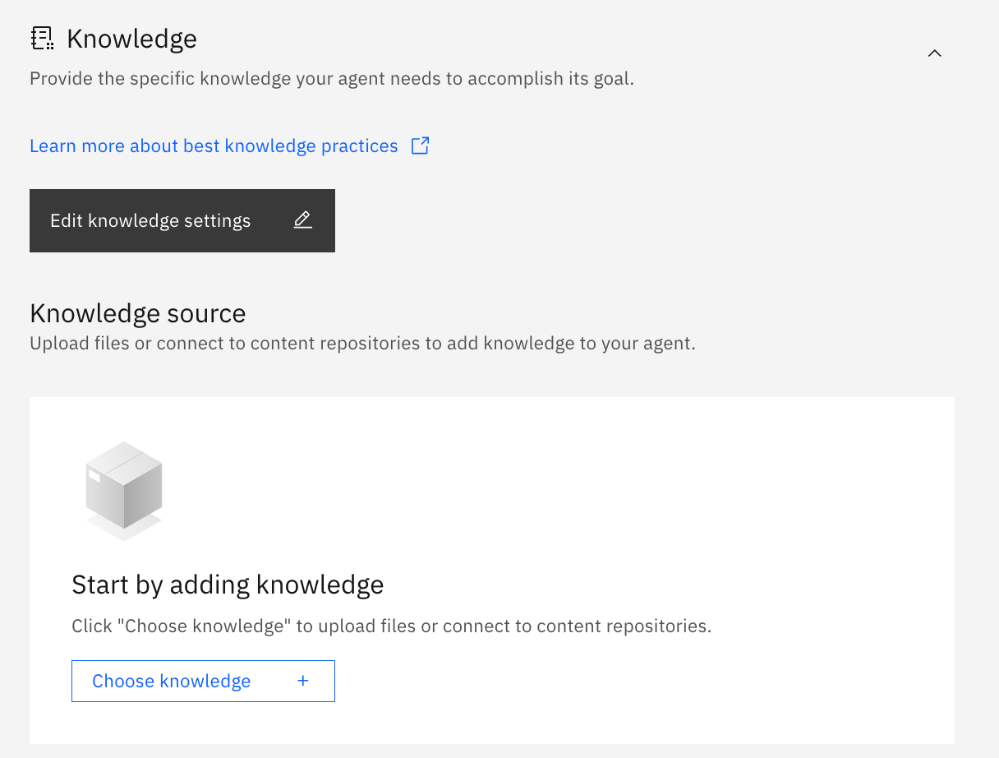 Knowledge
Provide the specific knowledge your agent needs to accomplish its goal.
Learn more about best knowledge practices
Edit knowledge settings
Knowledge source
Upload files or connect to content repositories to add knowledge to your agent.
Start by adding knowledge
Click "Choose knowledge" to upload files or connect to content repositories.
Choose knowledge +